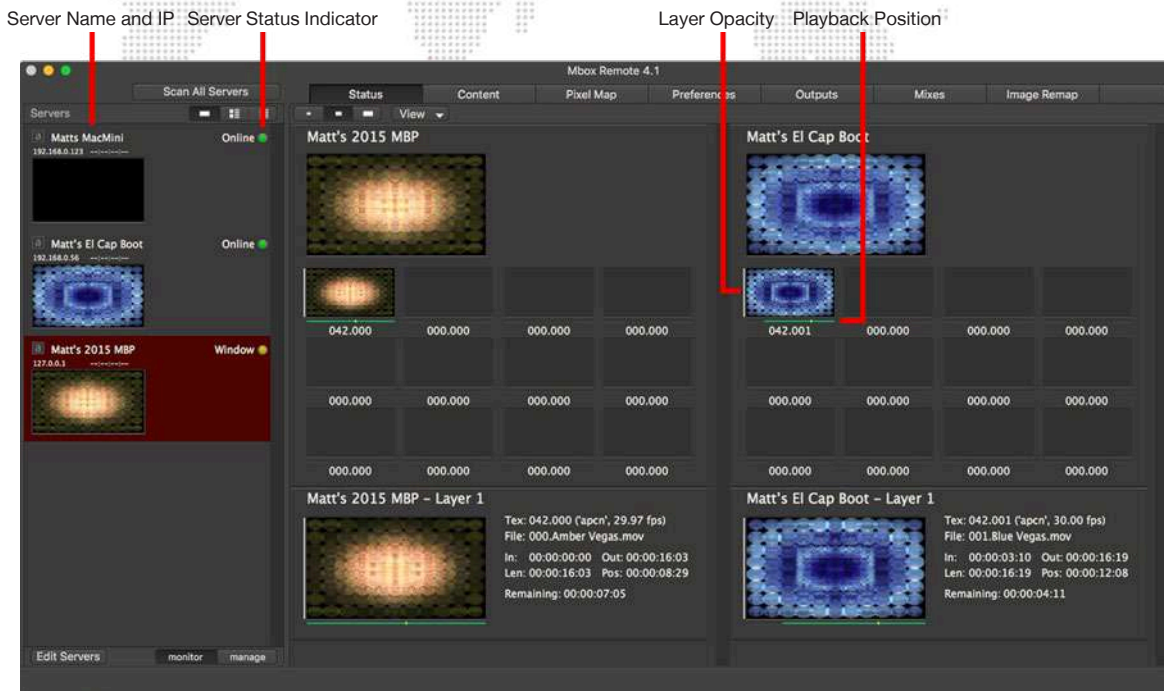 Server Name and IP Server Status Indicator Layer Opacity Playback Position
Mbox Remote 4.1
Scan All Servers Status Content Pixel Map Preferences Outputs Mixes Image Remap
Servers View
Matts MacMini Online
192.168.0.123 --:--:--:--
Matt's El Cap Boot Online
192.168.0.56 --:--:--:--
Matt's 2015 MBP Window
127.0.0.1 --:--:--:--
Edit Servers monitor manage
Matt's 2015 MBP
042.000 000.000 000.000 000.000
000.000 000.000 000.000 000.000
000.000 000.000 000.000 000.000
Matt's 2015 MBP – Layer 1
Tex: 042.000 ('apcn', 29.97 fps)
File: 000.Amber Vegas.mov
In: 00:00:00:00 Out: 00:00:16:03
Len: 00:00:16:03 Pos: 00:00:08:29
Remaining: 00:00:07:05
Matt's El Cap Boot
042.001 000.000 000.000 000.000
000.000 000.000 000.000 000.000
000.000 000.000 000.000 000.000
Matt's El Cap Boot – Layer 1
Tex: 042.001 ('apcn', 30.00 fps)
File: 001.Blue Vegas.mov
In: 00:00:03:10 Out: 00:00:16:19
Len: 00:00:16:19 Pos: 00:00:12:08
Remaining: 00:00:04:11